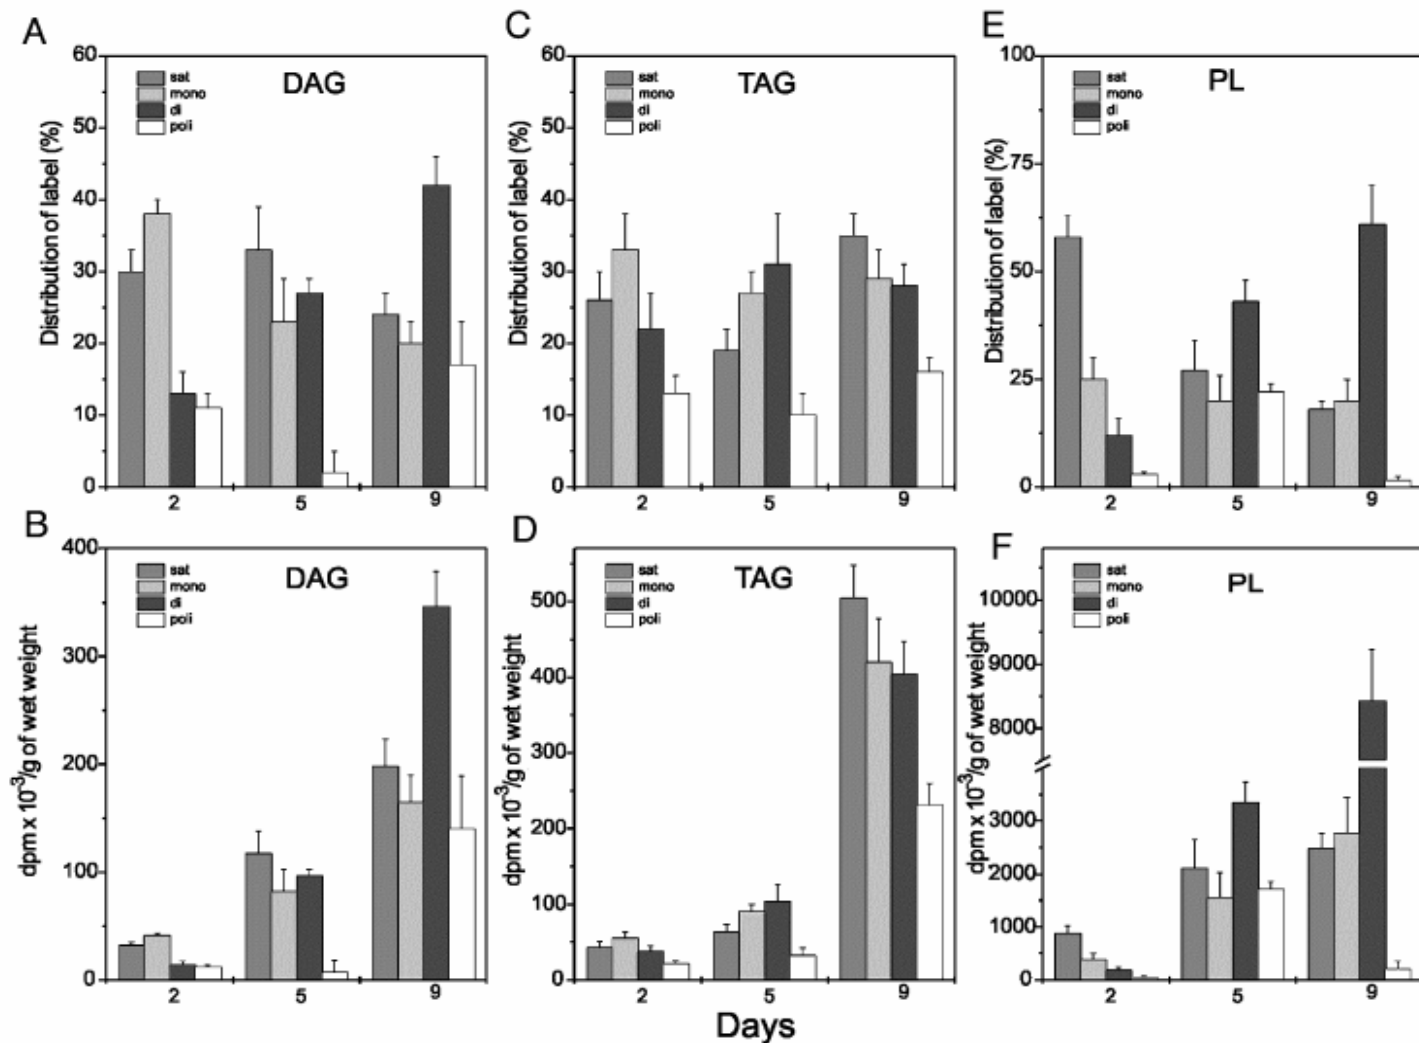 A
60
50
40
30
20
10
0
Distribution of label (%)
sat
mono
di
poli
DAG
2
5
9
C
60
50
40
30
20
10
0
Distribution of label (%)
sat
mono
di
poli
TAG
2
5
9
E
100
75
50
25
0
Distribution of label (%)
sat
mono
di
poli
PL
2
5
9
B
400
300
200
100
0
dpm x 10⁻³/g of wet weight
sat
mono
di
poli
DAG
2
5
9
D
500
400
300
200
100
0
dpm x 10⁻³/g of wet weight
sat
mono
di
poli
TAG
2
5
9
F
10000
9000
8000
3000
2000
1000
0
dpm x 10⁻³/g of wet weight
sat
mono
di
poli
PL
2
5
9
Days